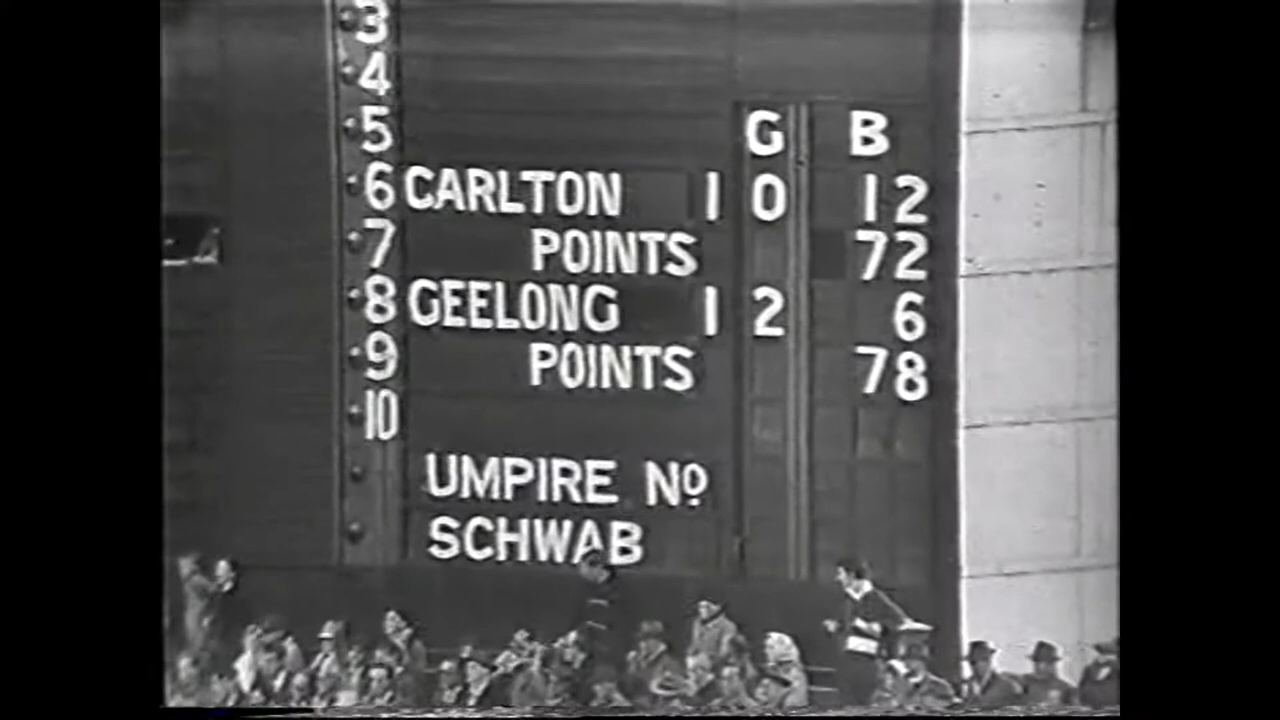 3
4
5 G B
6 CARLTON 10 12
7 POINTS 72
8 GEELONG 12 6
9 POINTS 78
10
UMPIRE Nº
SCHWAB